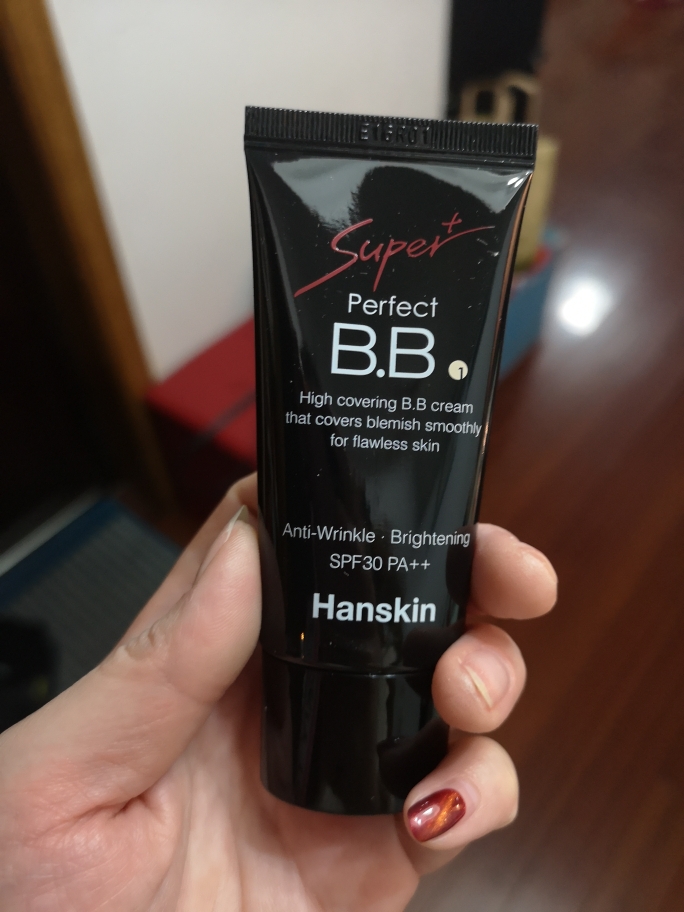 Super+
Perfect
B.B 1
High covering B.B cream
that covers blemish smoothly
for flawless skin
Anti-Wrinkle · Brightening
SPF30 PA++
Hanskin